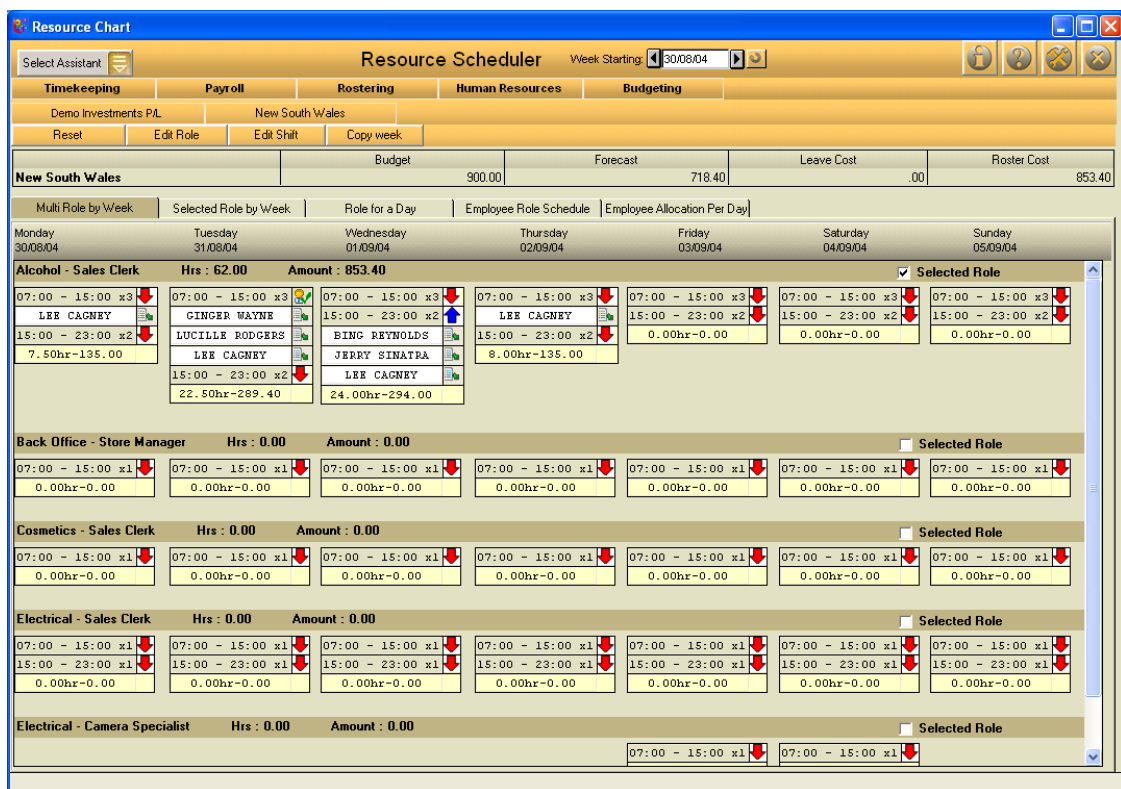 Resource Chart
Select Assistant Resource Scheduler Week Starting: 30/08/04
Timekeeping Payroll Rostering Human Resources Budgeting
Demo Investments P/L New South Wales
Reset Edit Role Edit Shift Copy week
Budget Forecast Leave Cost Roster Cost
New South Wales 900.00 718.40 .00 853.40
Multi Role by Week Selected Role by Week Role for a Day Employee Role Schedule Employee Allocation Per Day
Monday Tuesday Wednesday Thursday Friday Saturday Sunday
30/08/04 31/08/04 01/09/04 02/09/04 03/09/04 04/09/04 05/09/04
Alcohol - Sales Clerk Hrs : 62.00 Amount : 853.40 Selected Role
07:00 - 15:00 x3 07:00 - 15:00 x3 07:00 - 15:00 x3 07:00 - 15:00 x3 07:00 - 15:00 x3 07:00 - 15:00 x3 07:00 - 15:00 x3
LEE CAGNEY GINGER WAYNE 15:00 - 23:00 x2 LEE CAGNEY 15:00 - 23:00 x2 15:00 - 23:00 x2 15:00 - 23:00 x2
15:00 - 23:00 x2 LUCILLE RODGERS BING REYNOLDS 15:00 - 23:00 x2 0.00hr-0.00 0.00hr-0.00 0.00hr-0.00
7.50hr-135.00 LEE CAGNEY JERRY SINATRA 8.00hr-135.00
15:00 - 23:00 x2 LEE CAGNEY
22.50hr-289.40 24.00hr-294.00
Back Office - Store Manager Hrs : 0.00 Amount : 0.00 Selected Role
07:00 - 15:00 x1 07:00 - 15:00 x1 07:00 - 15:00 x1 07:00 - 15:00 x1 07:00 - 15:00 x1 07:00 - 15:00 x1 07:00 - 15:00 x1
0.00hr-0.00 0.00hr-0.00 0.00hr-0.00 0.00hr-0.00 0.00hr-0.00 0.00hr-0.00 0.00hr-0.00
Cosmetics - Sales Clerk Hrs : 0.00 Amount : 0.00 Selected Role
07:00 - 15:00 x1 07:00 - 15:00 x1 07:00 - 15:00 x1 07:00 - 15:00 x1 07:00 - 15:00 x1 07:00 - 15:00 x1 07:00 - 15:00 x1
0.00hr-0.00 0.00hr-0.00 0.00hr-0.00 0.00hr-0.00 0.00hr-0.00 0.00hr-0.00 0.00hr-0.00
Electrical - Sales Clerk Hrs : 0.00 Amount : 0.00 Selected Role
07:00 - 15:00 x1 07:00 - 15:00 x1 07:00 - 15:00 x1 07:00 - 15:00 x1 07:00 - 15:00 x1 07:00 - 15:00 x1 07:00 - 15:00 x1
15:00 - 23:00 x1 15:00 - 23:00 x1 15:00 - 23:00 x1 15:00 - 23:00 x1 15:00 - 23:00 x1 15:00 - 23:00 x1 15:00 - 23:00 x1
0.00hr-0.00 0.00hr-0.00 0.00hr-0.00 0.00hr-0.00 0.00hr-0.00 0.00hr-0.00 0.00hr-0.00
Electrical - Camera Specialist Hrs : 0.00 Amount : 0.00 Selected Role
07:00 - 15:00 x1 07:00 - 15:00 x1